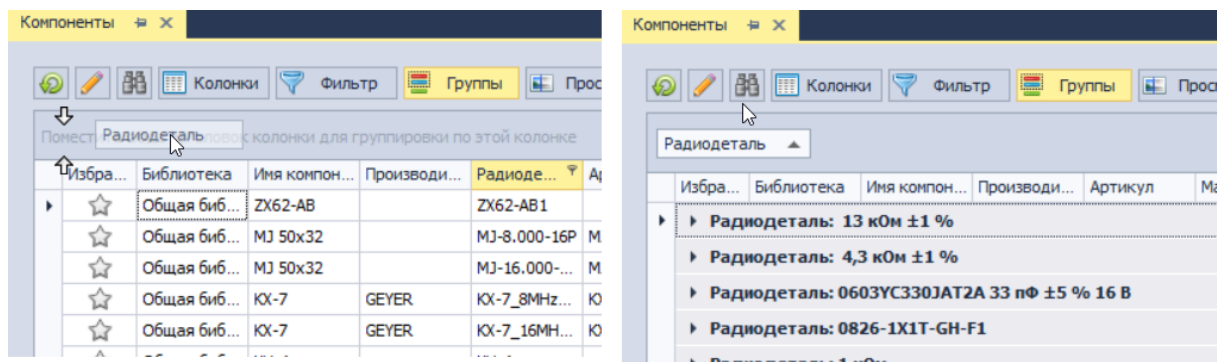 Компоненты
Колонки Фильтр Группы Прос
Радиодеталь колонки для группировки по этой колонке
Избра... Библиотека Имя компон... Производи... Радиоде...
Общая биб... ZX62-AB ZX62-AB1
Общая биб... MJ 50x32 MJ-8.000-16P M
Общая биб... MJ 50x32 MJ-16.000-... M
Общая биб... KX-7 GEYER KX-7_8MHz...
Общая биб... KX-7 GEYER KX-7_16MH...
Компоненты
Колонки Фильтр Группы
Радиодеталь
Избра... Библиотека Имя компон... Производи... Артикул Ма
Радиодеталь: 13 кОм ±1 %
Радиодеталь: 4,3 кОм ±1 %
Радиодеталь: 0603YC330JAT2A 33 пФ ±5 % 16 В
Радиодеталь: 0826-1X1T-GH-F1